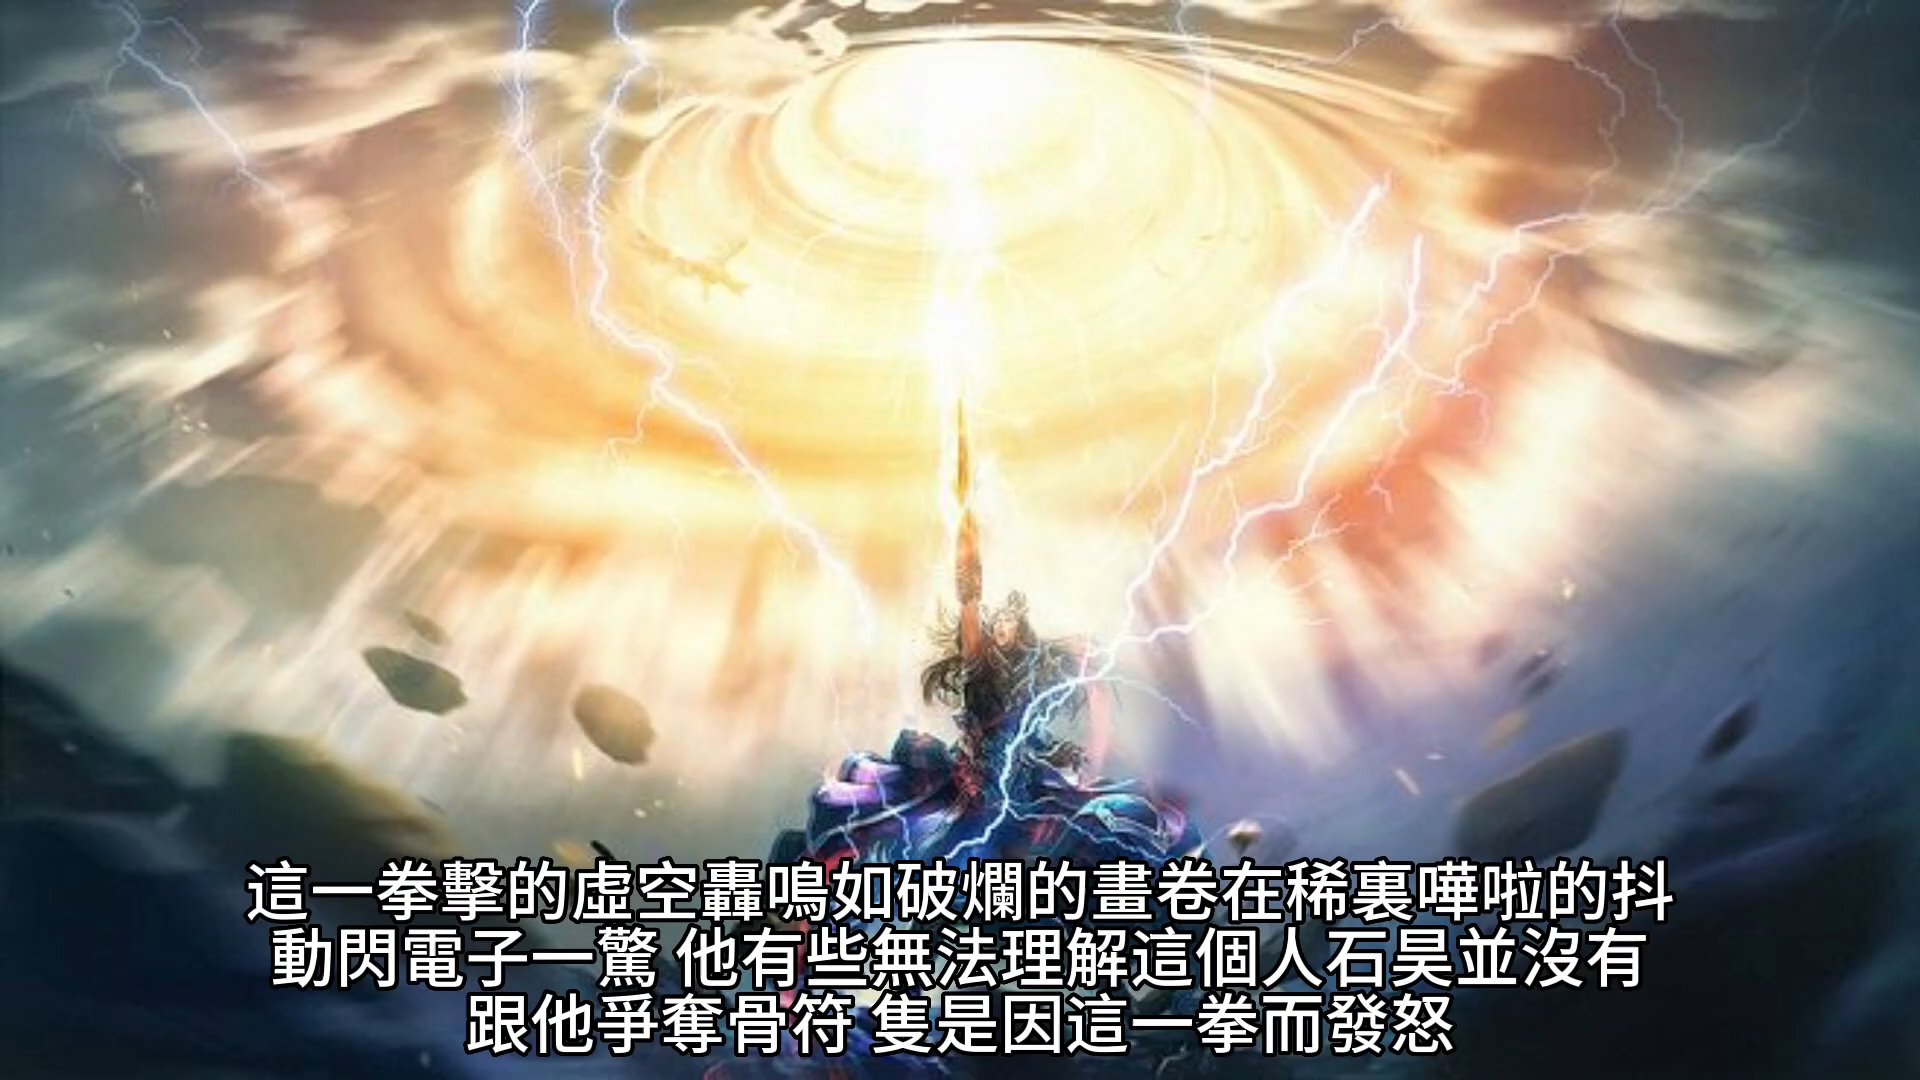 這一拳擊的虛空轟鳴如破爛的畫卷在稀裏嘩啦的抖
動閃電子一驚 他有些無法理解這個人石昊並沒有
跟他爭奪骨符 隻是因這一拳而發怒